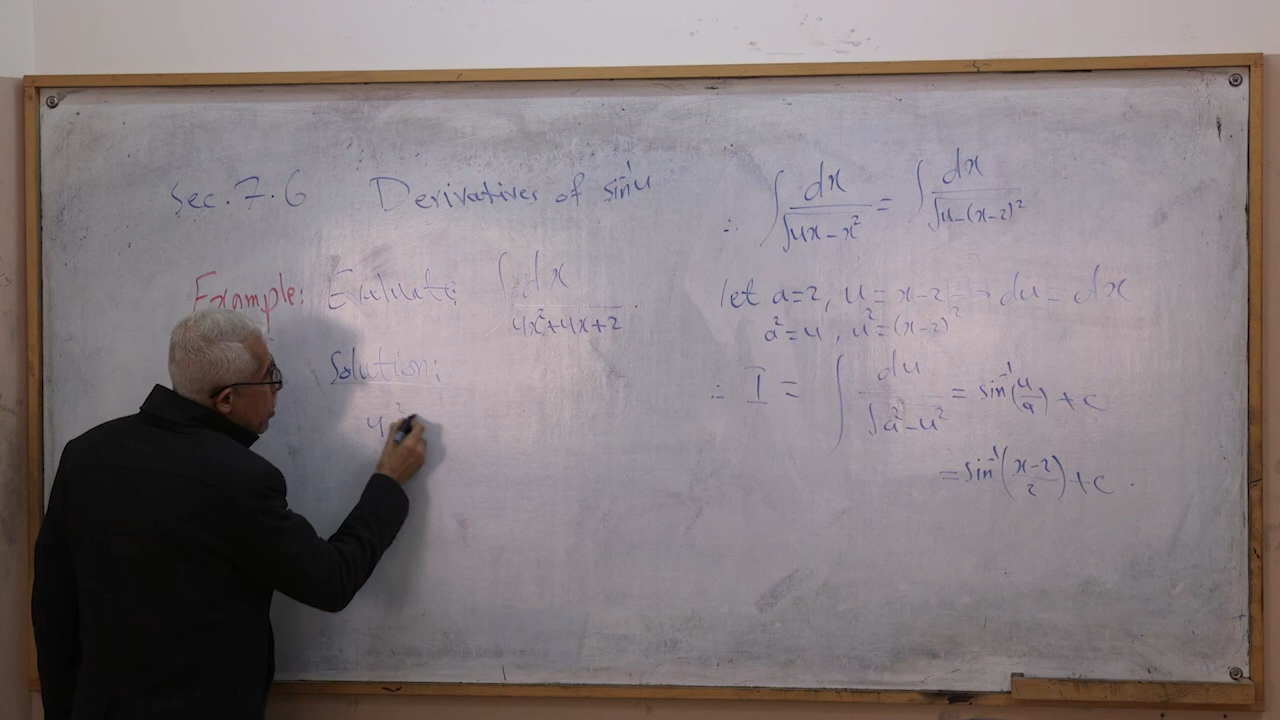 Sec. 7.6 Derivatives of sin⁻¹u
Example: Evaluate ∫ dx / (4x²+4x+2) .
Solution:
4
∴ ∫ dx / √(4x-x²) = ∫ dx / √(4-(x-2)²)
let a=2, u=x-2 ⇒ du=dx
a²=4, u²=(x-2)²
∴ I = ∫ du / √(a²-u²) = sin⁻¹(u/a) + c
= sin⁻¹((x-2)/2) + c .